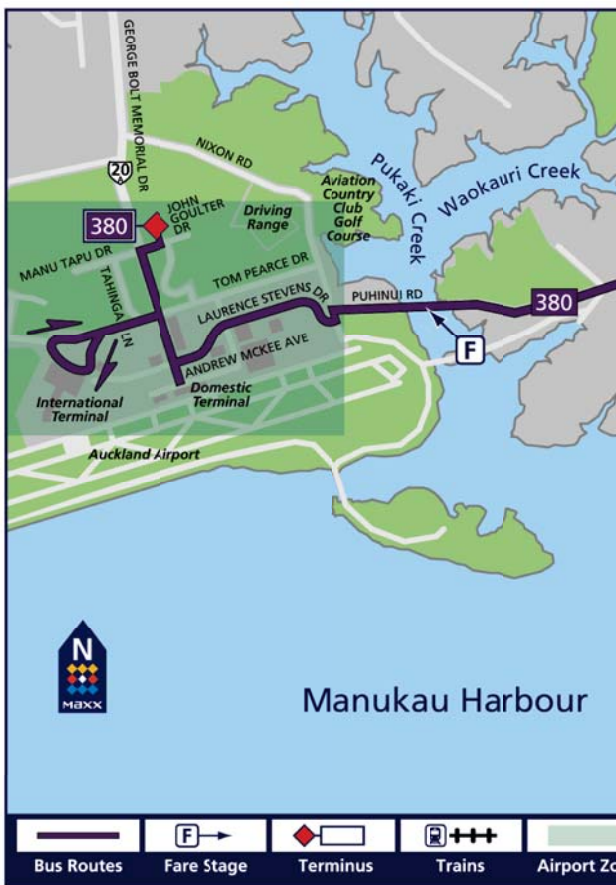 GEORGE BOLT MEMORIAL DR
20
A
NIXON RD
JOHN
GOULTER
DR
380
Driving
Range
Aviation
Country
Club
Golf
Course
Pukaki Creek
Waokauri Creek
MANU TAPU DR
TAHINGA LN
TOM PEARCE DR
LAURENCE STEVENS DR
PUHINUI RD
380
F
ANDREW MCKEE AVE
International
Terminal
Domestic
Terminal
Auckland Airport
N
MAXX
Manukau Harbour
F
Bus Routes
Fare Stage
Terminus
Trains
Airport Zo